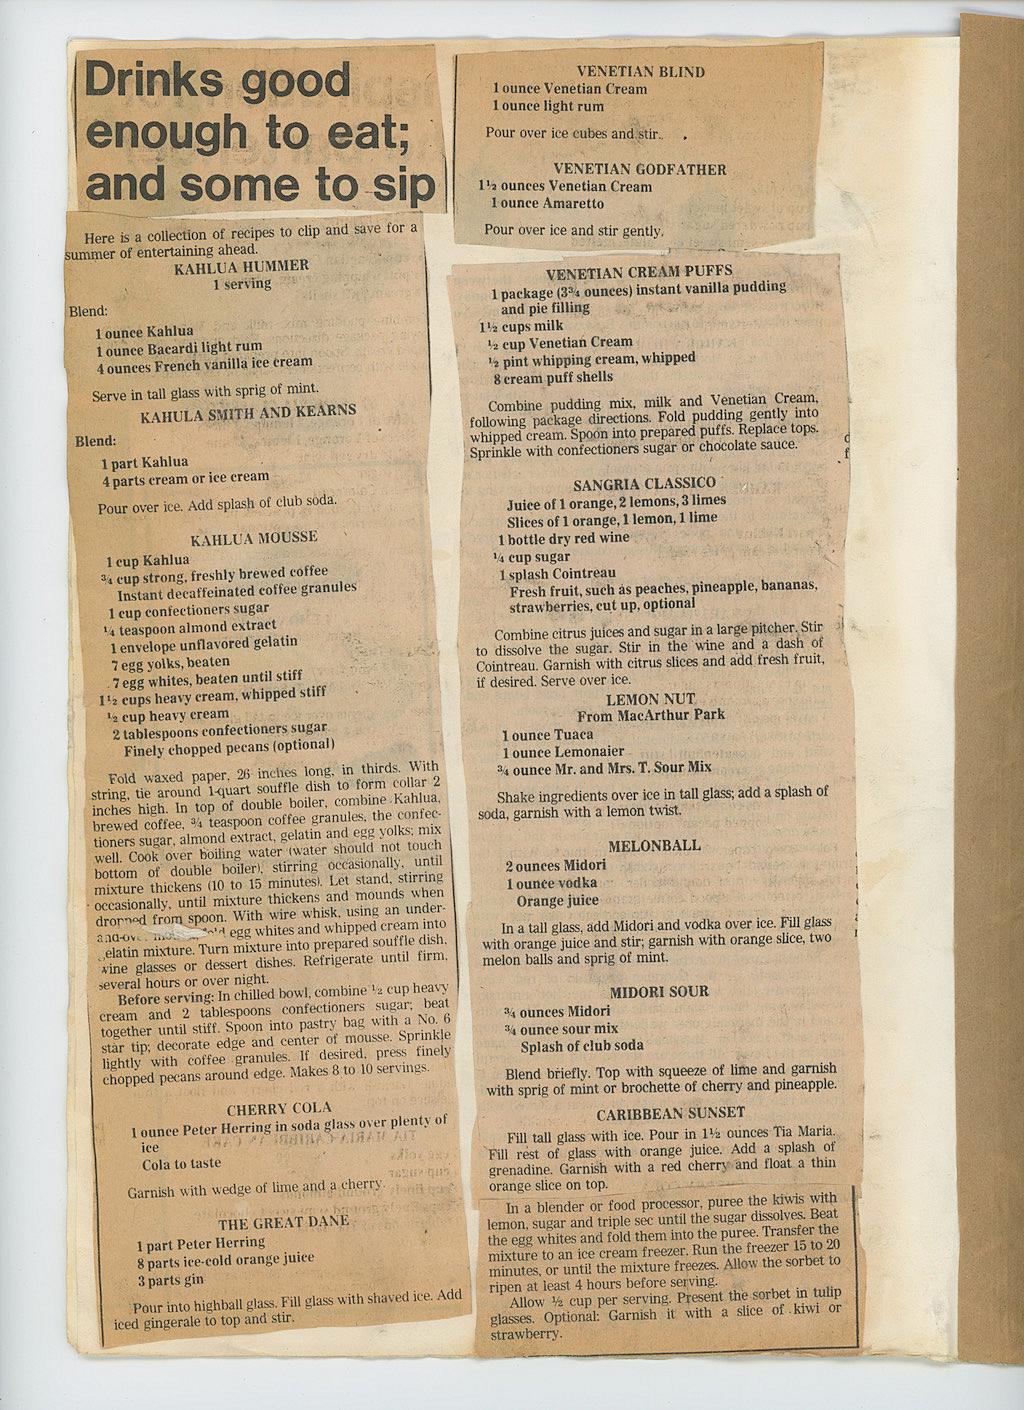 Drinks good
enough to eat;
and some to sip
Here is a collection of recipes to clip and save for a
summer of entertaining ahead.
KAHLUA HUMMER
1 serving
Blend:
1 ounce Kahlua
1 ounce Bacardi light rum
4 ounces French vanilla ice cream
Serve in tall glass with sprig of mint.
KAHULA SMITH AND KEARNS
Blend:
1 part Kahlua
4 parts cream or ice cream
Pour over ice. Add splash of club soda.
KAHLUA MOUSSE
1 cup Kahlua
¾ cup strong, freshly brewed coffee
Instant decaffeinated coffee granules
1 cup confectioners sugar
¼ teaspoon almond extract
1 envelope unflavored gelatin
7 egg yolks, beaten
7 egg whites, beaten until stiff
1½ cups heavy cream, whipped stiff
½ cup heavy cream
2 tablespoons confectioners sugar
Finely chopped pecans (optional)
Fold waxed paper, 26 inches long, in thirds. With
string, tie around 1-quart souffle dish to form collar 2
inches high. In top of double boiler, combine Kahlua,
brewed coffee, ¾ teaspoon coffee granules, the confec-
tioners sugar, almond extract, gelatin and egg yolks; mix
well. Cook over boiling water (water should not touch
bottom of double boiler), stirring occasionally, until
mixture thickens (10 to 15 minutes). Let stand, stirring
occasionally, until mixture thickens and mounds when
dropped from spoon. With wire whisk, using an under-
egg whites and whipped cream into
elatin mixture. Turn mixture into prepared souffle dish,
wine glasses or dessert dishes. Refrigerate until firm,
several hours or over night.
Before serving: In chilled bowl, combine ½ cup heavy
cream and 2 tablespoons confectioners sugar; beat
together until stiff. Spoon into pastry bag with a No. 6
star tip; decorate edge and center of mousse. Sprinkle
lightly with coffee granules. If desired, press finely
chopped pecans around edge. Makes 8 to 10 servings.
CHERRY COLA
1 ounce Peter Herring in soda glass over plenty of
ice
Cola to taste
Garnish with wedge of lime and a cherry.
THE GREAT DANE
1 part Peter Herring
8 parts ice-cold orange juice
3 parts gin
Pour into highball glass. Fill glass with shaved ice. Add
iced gingerale to top and stir.
VENETIAN BLIND
1 ounce Venetian Cream
1 ounce light rum
Pour over ice cubes and stir.
VENETIAN GODFATHER
1½ ounces Venetian Cream
1 ounce Amaretto
Pour over ice and stir gently.
VENETIAN CREAM PUFFS
1 package (3¾ ounces) instant vanilla pudding
and pie filling
1½ cups milk
½ cup Venetian Cream
½ pint whipping cream, whipped
8 cream puff shells
Combine pudding mix, milk and Venetian Cream,
following package directions. Fold pudding gently into
whipped cream. Spoon into prepared puffs. Replace tops.
Sprinkle with confectioners sugar or chocolate sauce.
SANGRIA CLASSICO
Juice of 1 orange, 2 lemons, 3 limes
Slices of 1 orange, 1 lemon, 1 lime
1 bottle dry red wine
¼ cup sugar
1 splash Cointreau
Fresh fruit, such as peaches, pineapple, bananas,
strawberries, cut up, optional
Combine citrus juices and sugar in a large pitcher. Stir
to dissolve the sugar. Stir in the wine and a dash of
Cointreau. Garnish with citrus slices and add fresh fruit,
if desired. Serve over ice.
LEMON NUT
From MacArthur Park
1 ounce Tuaca
1 ounce Lemonaier
¾ ounce Mr. and Mrs. T. Sour Mix
Shake ingredients over ice in tall glass; add a splash of
soda, garnish with a lemon twist.
MELONBALL
2 ounces Midori
1 ounce vodka
Orange juice
In a tall glass, add Midori and vodka over ice. Fill glass
with orange juice and stir; garnish with orange slice, two
melon balls and sprig of mint.
MIDORI SOUR
¾ ounces Midori
¾ ounce sour mix
Splash of club soda
Blend briefly. Top with squeeze of lime and garnish
with sprig of mint or brochette of cherry and pineapple.
CARIBBEAN SUNSET
Fill tall glass with ice. Pour in 1½ ounces Tia Maria.
Fill rest of glass with orange juice. Add a splash of
grenadine. Garnish with a red cherry and float a thin
orange slice on top.
In a blender or food processor, puree the kiwis with
lemon, sugar and triple sec until the sugar dissolves. Beat
the egg whites and fold them into the puree. Transfer the
mixture to an ice cream freezer. Run the freezer 15 to 20
minutes, or until the mixture freezes. Allow the sorbet to
ripen at least 4 hours before serving.
Allow ½ cup per serving. Present the sorbet in tulip
glasses. Optional: Garnish it with a slice of kiwi or
strawberry.